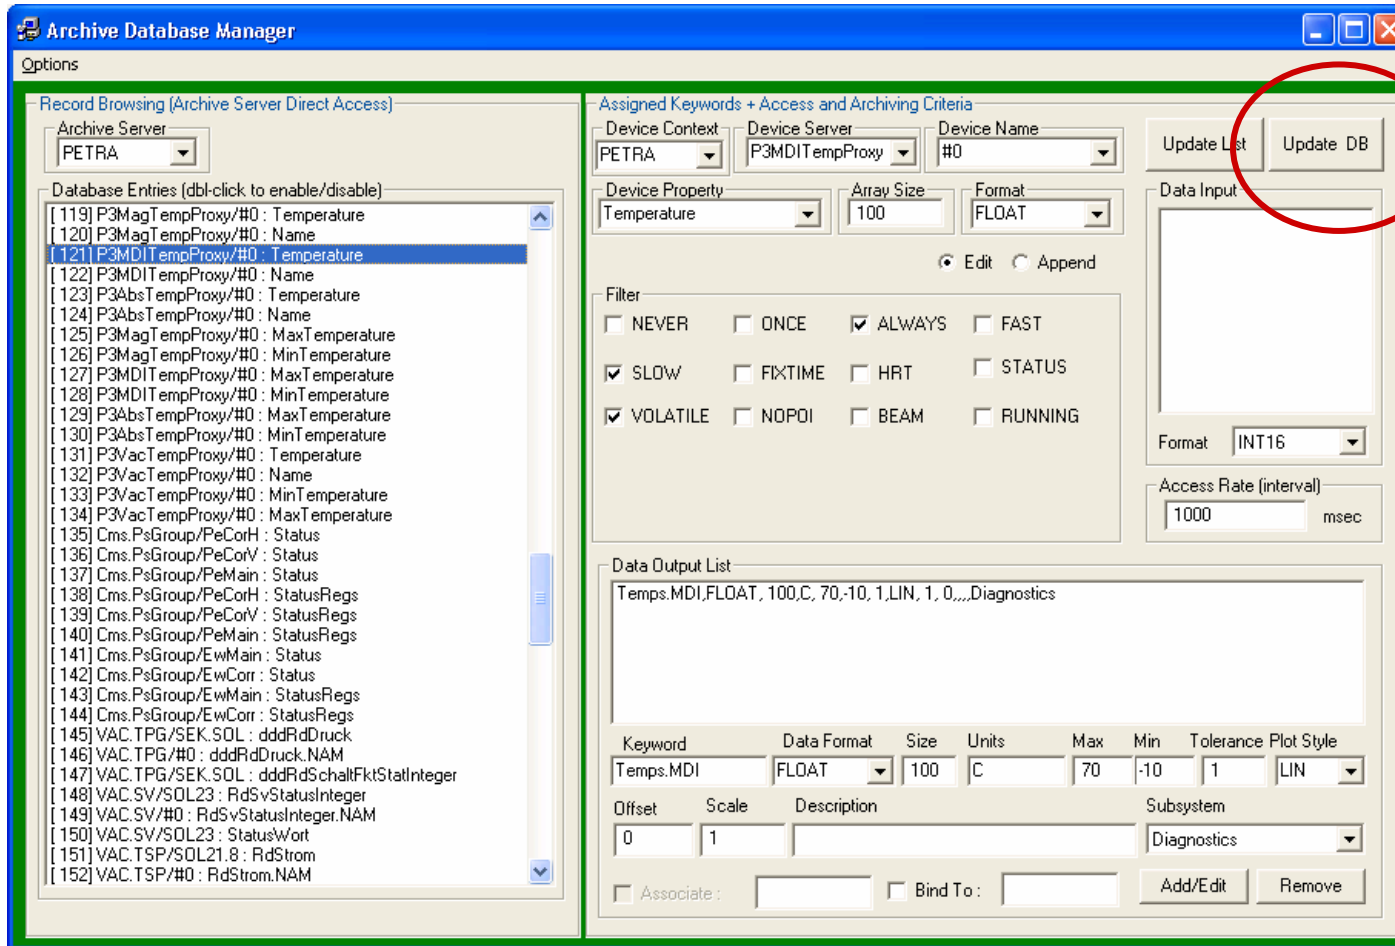 Archive Database Manager
Options
Record Browsing (Archive Server Direct Access)
Archive Server
PETRA
Database Entries (dbl-click to enable/disable)
[ 119] P3MagTempProxy/#0 : Temperature
[ 120] P3MagTempProxy/#0 : Name
[ 121] P3MDITempProxy/#0 : Temperature
[ 122] P3MDITempProxy/#0 : Name
[ 123] P3AbsTempProxy/#0 : Temperature
[ 124] P3AbsTempProxy/#0 : Name
[ 125] P3MagTempProxy/#0 : MaxTemperature
[ 126] P3MagTempProxy/#0 : MinTemperature
[ 127] P3MDITempProxy/#0 : MaxTemperature
[ 128] P3MDITempProxy/#0 : MinTemperature
[ 129] P3AbsTempProxy/#0 : MaxTemperature
[ 130] P3AbsTempProxy/#0 : MinTemperature
[ 131] P3VacTempProxy/#0 : Temperature
[ 132] P3VacTempProxy/#0 : Name
[ 133] P3VacTempProxy/#0 : MinTemperature
[ 134] P3VacTempProxy/#0 : MaxTemperature
[ 135] Cms.PsGroup/PeCorH : Status
[ 136] Cms.PsGroup/PeCorV : Status
[ 137] Cms.PsGroup/PeMain : Status
[ 138] Cms.PsGroup/PeCorH : StatusRegs
[ 139] Cms.PsGroup/PeCorV : StatusRegs
[ 140] Cms.PsGroup/PeMain : StatusRegs
[ 141] Cms.PsGroup/EwMain : Status
[ 142] Cms.PsGroup/EwCorr : Status
[ 143] Cms.PsGroup/EwMain : StatusRegs
[ 144] Cms.PsGroup/EwCorr : StatusRegs
[ 145] VAC.TPG/SEK.SOL : dddRdDruck
[ 146] VAC.TPG/#0 : dddRdDruck.NAM
[ 147] VAC.TPG/SEK.SOL : dddRdSchaltFktStatInteger
[ 148] VAC.SV/SOL23 : RdSvStatusInteger
[ 149] VAC.SV/#0 : RdSvStatusInteger.NAM
[ 150] VAC.SV/SOL23 : StatusWort
[ 151] VAC.TSP/SOL21.8 : RdStrom
[ 152] VAC.TSP/#0 : RdStrom.NAM
Assigned Keywords + Access and Archiving Criteria
Device Context Device Server Device Name
PETRA P3MDITempProxy #0
Update List Update DB
Device Property Array Size Format
Temperature 100 FLOAT
Data Input
Edit Append
Filter
NEVER ONCE ALWAYS FAST
SLOW FIXTIME HRT STATUS
VOLATILE NOPOI BEAM RUNNING
Format INT16
Access Rate (interval)
1000 msec
Data Output List
Temps.MDI,FLOAT, 100,C, 70,-10, 1,LIN, 1, 0,,,,Diagnostics
Keyword Data Format Size Units Max Min Tolerance Plot Style
Temps.MDI FLOAT 100 C 70 -10 1 LIN
Offset Scale Description Subsystem
0 1 Diagnostics
Associate : Bind To : Add/Edit Remove